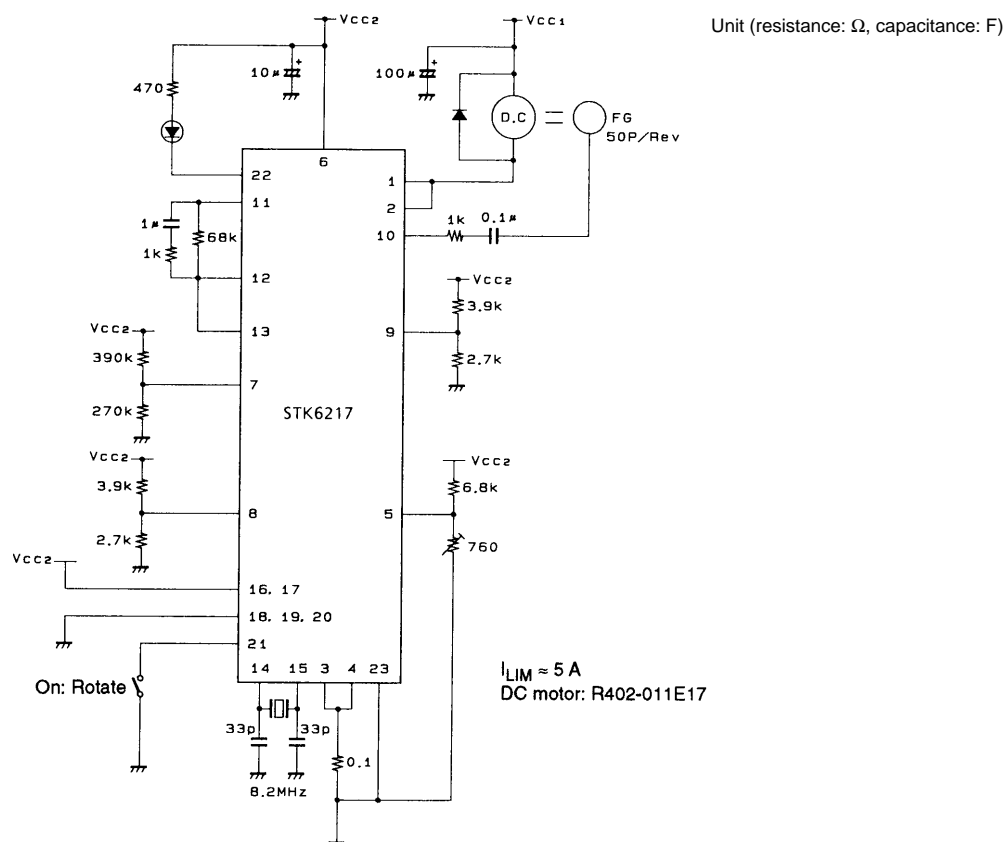 Unit (resistance: Ω, capacitance: F)
Vcc2
Vcc1
10μ
+
100μ
+
470
D.C
FG
50P/Rev
6
22
1
11
2
1k
0.1μ
10
1μ
68k
1k
12
Vcc2
3.9k
13
9
Vcc2
390k
2.7k
7
270k
STK6217
Vcc2
Vcc2
3.9k
6.8k
8
5
2.7k
760
Vcc2
16, 17
18, 19, 20
21
14 15 3 4 23
On: Rotate
ILIM ≈ 5 A
DC motor: R402-011E17
33p
33p
0.1
8.2MHz